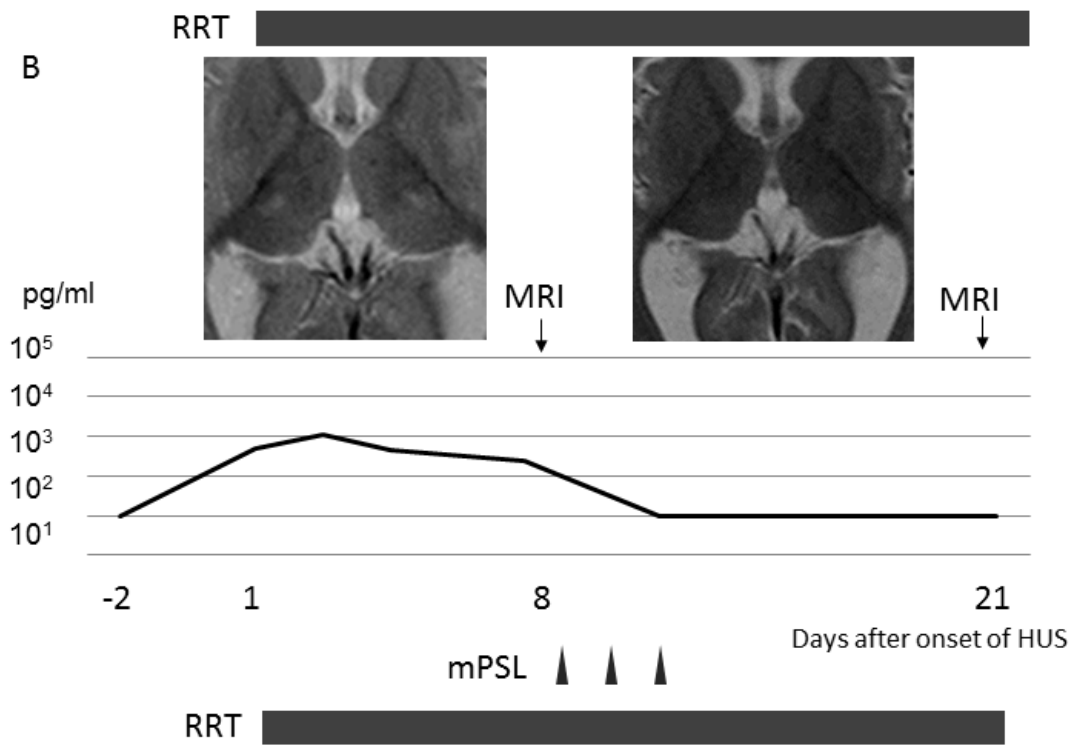 RRT
B
pg/ml
MRI
MRI
10⁵
10⁴
10³
10²
10¹
-2 1 8 21
Days after onset of HUS
mPSL
RRT